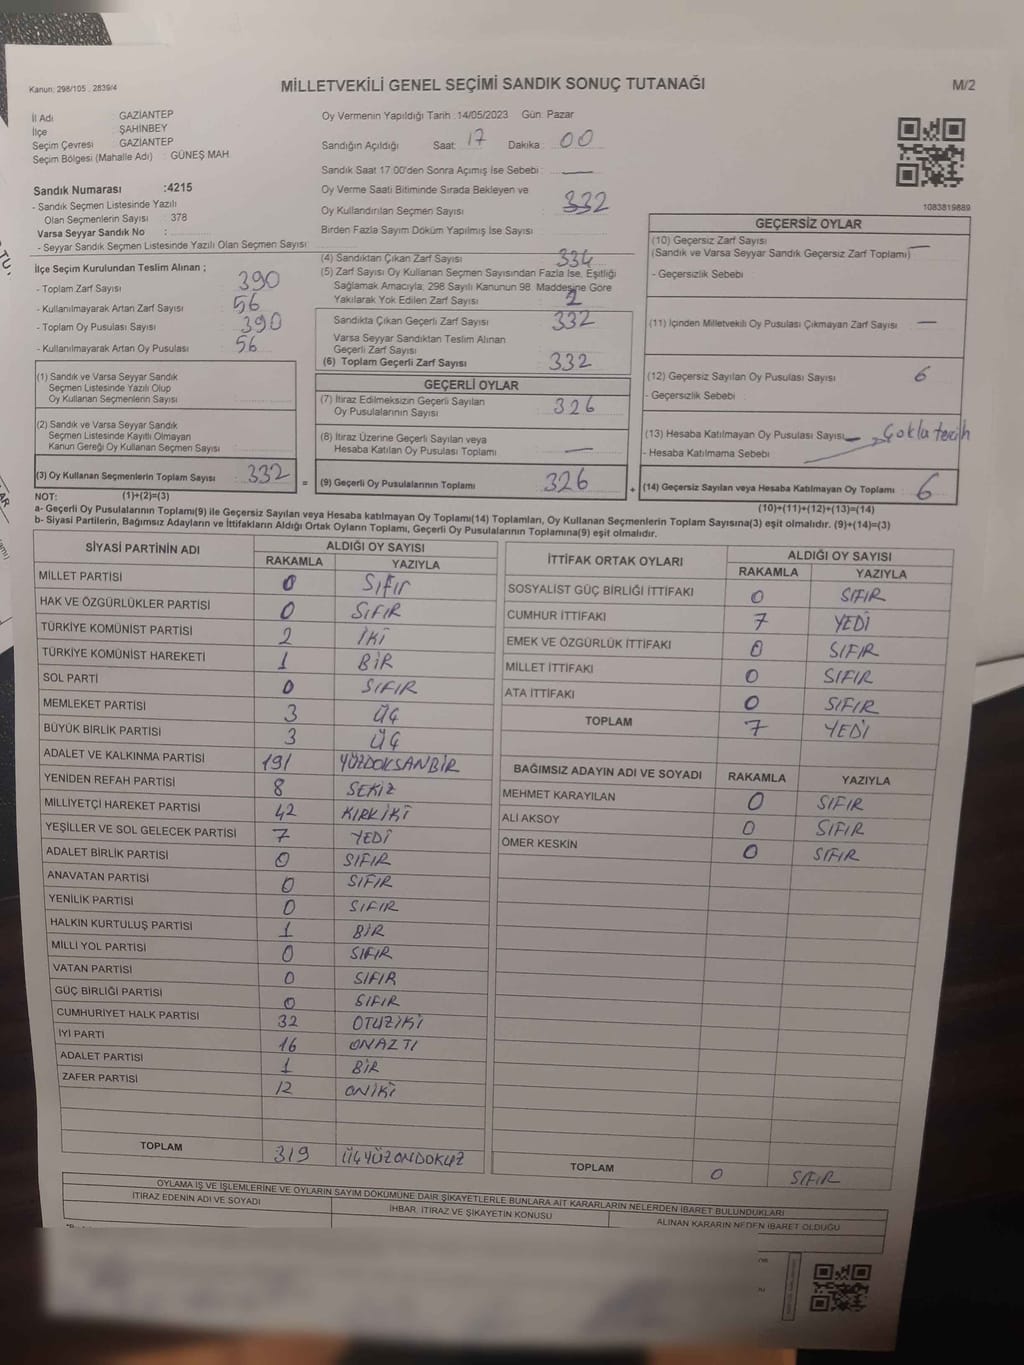 Kanun: 298/105 , 2839/4
MİLLETVEKİLİ GENEL SEÇİMİ SANDIK SONUÇ TUTANAĞI
M/2
İl Adı : GAZİANTEP
İlçe : ŞAHİNBEY
Seçim Çevresi : GAZİANTEP
Seçim Bölgesi (Mahalle Adı) : GÜNEŞ MAH.
Sandık Numarası :4215
- Sandık Seçmen Listesinde Yazılı
Olan Seçmenlerin Sayısı : 378
Varsa Seyyar Sandık No :
- Seyyar Sandık Seçmen Listesinde Yazılı Olan Seçmen Sayısı
İlçe Seçim Kurulundan Teslim Alınan ;
- Toplam Zarf Sayısı : 390
- Kullanılmayarak Artan Zarf Sayısı : 56
- Toplam Oy Pusulası Sayısı : 390
- Kullanılmayarak Artan Oy Pusulası : 56
(1) Sandık ve Varsa Seyyar Sandık
Seçmen Listesinde Yazılı Olup
Oy Kullanan Seçmenlerin Sayısı
(2) Sandık ve Varsa Seyyar Sandık
Seçmen Listesinde Kayıtlı Olmayan
Kanun Gereği Oy Kullanan Seçmen Sayısı
(3) Oy Kullanan Seçmenlerin Toplam Sayısı : 332
Oy Vermenin Yapıldığı Tarih :14/05/2023 Gün: Pazar
Sandığın Açıldığı Saat: 17 Dakika : 00
Sandık Saat 17:00'den Sonra Açımış İse Sebebi : —
Oy Verme Saati Bitiminde Sırada Bekleyen ve
Oy Kullandırılan Seçmen Sayısı : 332
Birden Fazla Sayım Döküm Yapılmış İse Sayısı :
(4) Sandıktan Çıkan Zarf Sayısı : 334
(5) Zarf Sayısı Oy Kullanan Seçmen Sayısından Fazla İse, Eşitliği
Sağlamak Amacıyla; 298 Sayılı Kanunun 98. Maddesine Göre
Yakılarak Yok Edilen Zarf Sayısı : 2
Sandıkta Çıkan Geçerli Zarf Sayısı : 332
Varsa Seyyar Sandıktan Teslim Alınan
Geçerli Zarf Sayısı
(6) Toplam Geçerli Zarf Sayısı : 332
GEÇERLİ OYLAR
(7) İtiraz Edilmeksizin Geçerli Sayılan
Oy Pusulalarının Sayısı : 326
(8) İtiraz Üzerine Geçerli Sayılan veya
Hesaba Katılan Oy Pusulası Toplamı : —
= (9) Geçerli Oy Pusulalarının Toplamı : 326
1083819889
GEÇERSİZ OYLAR
(10) Geçersiz Zarf Sayısı
(Sandık ve Varsa Seyyar Sandık Geçersiz Zarf Toplamı) —
- Geçersizlik Sebebi :
(11) İçinden Milletvekili Oy Pusulası Çıkmayan Zarf Sayısı : —
(12) Geçersiz Sayılan Oy Pusulası Sayısı : 6
- Geçersizlik Sebebi :
(13) Hesaba Katılmayan Oy Pusulası Sayısı —
- Hesaba Katılmama Sebebi :
+ (14) Geçersiz Sayılan veya Hesaba Katılmayan Oy Toplamı : 6
NOT: (1)+(2)=(3)
(10)+(11)+(12)+(13)=(14)
a- Geçerli Oy Pusulalarının Toplamı(9) ile Geçersiz Sayılan veya Hesaba katılmayan Oy Toplamı(14) Toplamları, Oy Kullanan Seçmenlerin Toplam Sayısına(3) eşit olmalıdır. (9)+(14)=(3)
b- Siyasi Partilerin, Bağımsız Adayların ve İttifakların Aldığı Ortak Oyların Toplamı, Geçerli Oy Pusulalarının Toplamına(9) eşit olmalıdır.
SİYASİ PARTİNİN ADI ALDIĞI OY SAYISI
RAKAMLA YAZIYLA
MİLLET PARTİSİ 0 SIFIR
HAK VE ÖZGÜRLÜKLER PARTİSİ 0 SIFIR
TÜRKİYE KOMÜNİST PARTİSİ 2 İKİ
TÜRKİYE KOMÜNİST HAREKETİ 1 BİR
SOL PARTİ 0 SIFIR
MEMLEKET PARTİSİ 3 ÜÇ
BÜYÜK BİRLİK PARTİSİ 3 ÜÇ
ADALET VE KALKINMA PARTİSİ 191 YÜZDOKSANBİR
YENİDEN REFAH PARTİSİ 8 SEKİZ
MİLLİYETÇİ HAREKET PARTİSİ 42 KIRKİKİ
YEŞİLLER VE SOL GELECEK PARTİSİ 7 YEDİ
ADALET BİRLİK PARTİSİ 0 SIFIR
ANAVATAN PARTİSİ 0 SIFIR
YENİLİK PARTİSİ 0 SIFIR
HALKIN KURTULUŞ PARTİSİ 1 BİR
MİLLİ YOL PARTİSİ 0 SIFIR
VATAN PARTİSİ 0 SIFIR
GÜÇ BİRLİĞİ PARTİSİ 0 SIFIR
CUMHURİYET HALK PARTİSİ 32 OTUZİKİ
İYİ PARTİ 16 ONAZTI
ADALET PARTİSİ 1 BİR
ZAFER PARTİSİ 12 ONİKİ
TOPLAM 319 ÜÇYÜZONDOKUZ
İTTİFAK ORTAK OYLARI ALDIĞI OY SAYISI
RAKAMLA YAZIYLA
SOSYALİST GÜÇ BİRLİĞİ İTTİFAKI 0 SIFIR
CUMHUR İTTİFAKI 7 YEDİ
EMEK VE ÖZGÜRLÜK İTTİFAKI 0 SIFIR
MİLLET İTTİFAKI 0 SIFIR
ATA İTTİFAKI 0 SIFIR
TOPLAM 7 YEDİ
BAĞIMSIZ ADAYIN ADI VE SOYADI RAKAMLA YAZIYLA
MEHMET KARAYILAN 0 SIFIR
ALİ AKSOY 0 SIFIR
ÖMER KESKİN 0 SIFIR
TOPLAM 0 SIFIR
OYLAMA İŞ VE İŞLEMLERİNE VE OYLARIN SAYIM DÖKÜMÜNE DAİR ŞİKAYETLERLE BUNLARA AİT KARARLARIN NELERDEN İBARET BULUNDUKLARI
İTİRAZ EDENİN ADI VE SOYADI İHBAR, İTİRAZ VE ŞİKAYETİN KONUSU ALINAN KARARIN NEDEN İBARET OLDUĞU